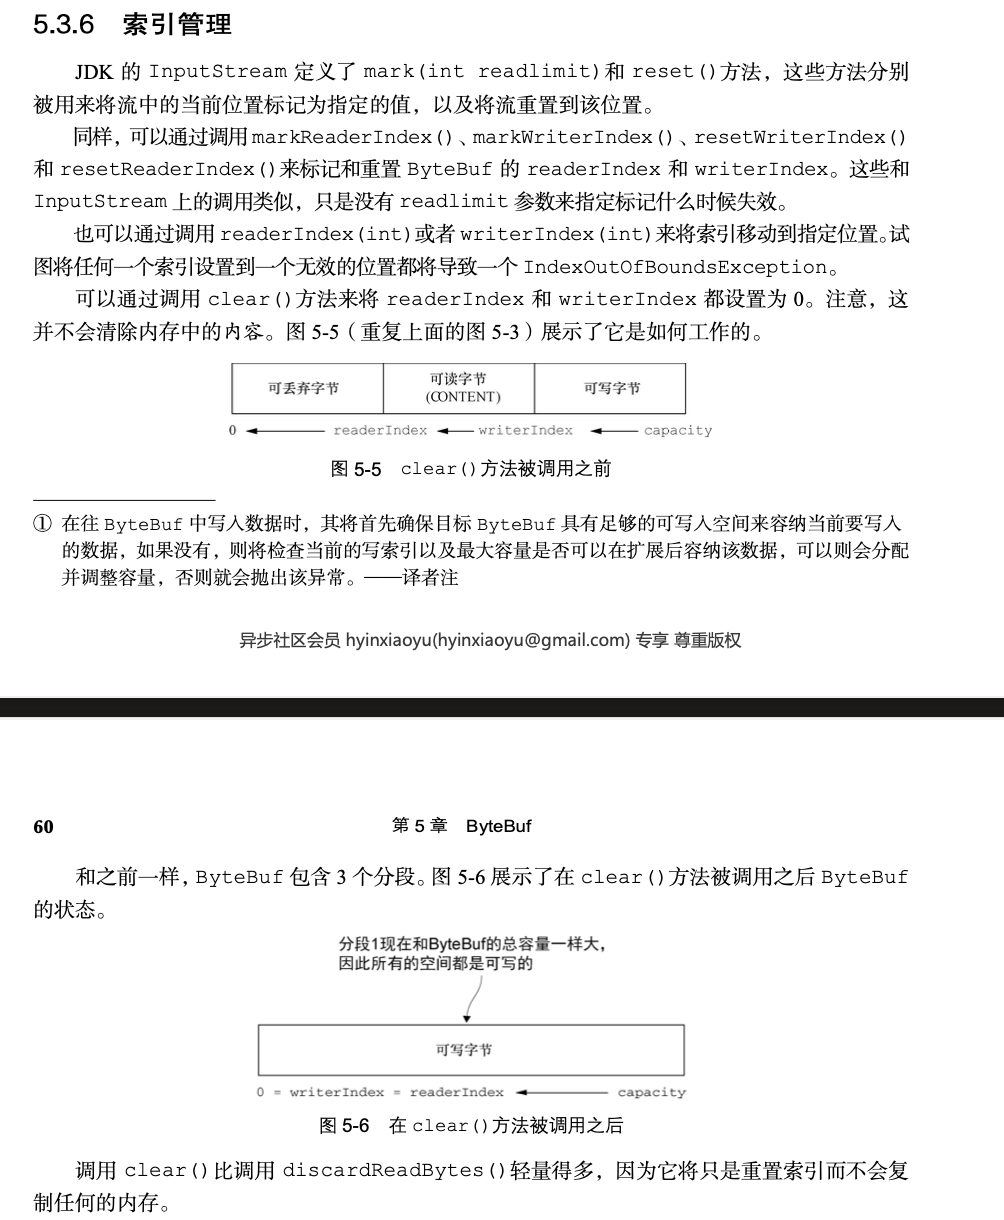 5.3.6 索引管理
JDK 的 InputStream 定义了 mark(int readlimit)和 reset()方法，这些方法分别
被用来将流中的当前位置标记为指定的值，以及将流重置到该位置。
同样，可以通过调用 markReaderIndex()、markWriterIndex()、resetWriterIndex()
和 resetReaderIndex()来标记和重置 ByteBuf 的 readerIndex 和 writerIndex。这些和
InputStream 上的调用类似，只是没有 readlimit 参数来指定标记什么时候失效。
也可以通过调用 readerIndex(int)或者 writerIndex(int)来将索引移动到指定位置。试
图将任何一个索引设置到一个无效的位置都将导致一个 IndexOutOfBoundsException。
可以通过调用 clear()方法来将 readerIndex 和 writerIndex 都设置为 0。注意，这
并不会清除内存中的内容。图 5-5（重复上面的图 5-3）展示了它是如何工作的。
可丢弃字节 可读字节 可写字节
(CONTENT)
0 readerIndex writerIndex capacity
图 5-5 clear()方法被调用之前
① 在往 ByteBuf 中写入数据时，其将首先确保目标 ByteBuf 具有足够的可写入空间来容纳当前要写入
的数据，如果没有，则将检查当前的写索引以及最大容量是否可以在扩展后容纳该数据，可以则会分配
并调整容量，否则就会抛出该异常。——译者注
异步社区会员 hyinxiaoyu(hyinxiaoyu@gmail.com) 专享 尊重版权
60 第 5 章 ByteBuf
和之前一样，ByteBuf 包含 3 个分段。图 5-6 展示了在 clear()方法被调用之后 ByteBuf
的状态。
分段1现在和ByteBuf的总容量一样大，
因此所有的空间都是可写的
可写字节
0 = writerIndex = readerIndex capacity
图 5-6 在 clear()方法被调用之后
调用 clear()比调用 discardReadBytes()轻量得多，因为它将只是重置索引而不会复
制任何的内存。